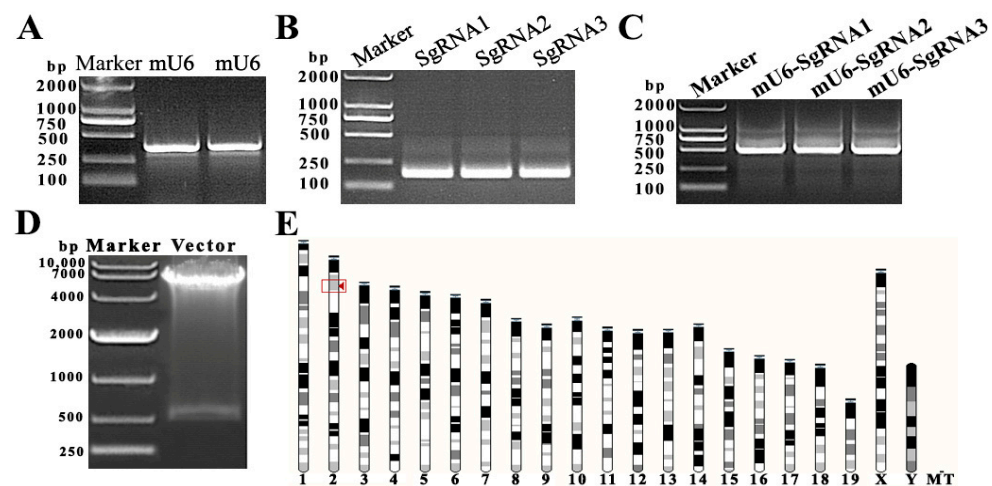 A
bp Marker mU6 mU6
2000
1000
750
500
250
100
B
bp Marker SgRNA1 SgRNA2 SgRNA3
2000
1000
750
500
250
100
C
bp Marker mU6-SgRNA1 mU6-SgRNA2 mU6-SgRNA3
2000
1000
750
500
250
100
D
bp Marker Vector
10,000
7000
4000
2000
1000
500
250
E
1 2 3 4 5 6 7 8 9 10 11 12 13 14 15 16 17 18 19 X Y MT